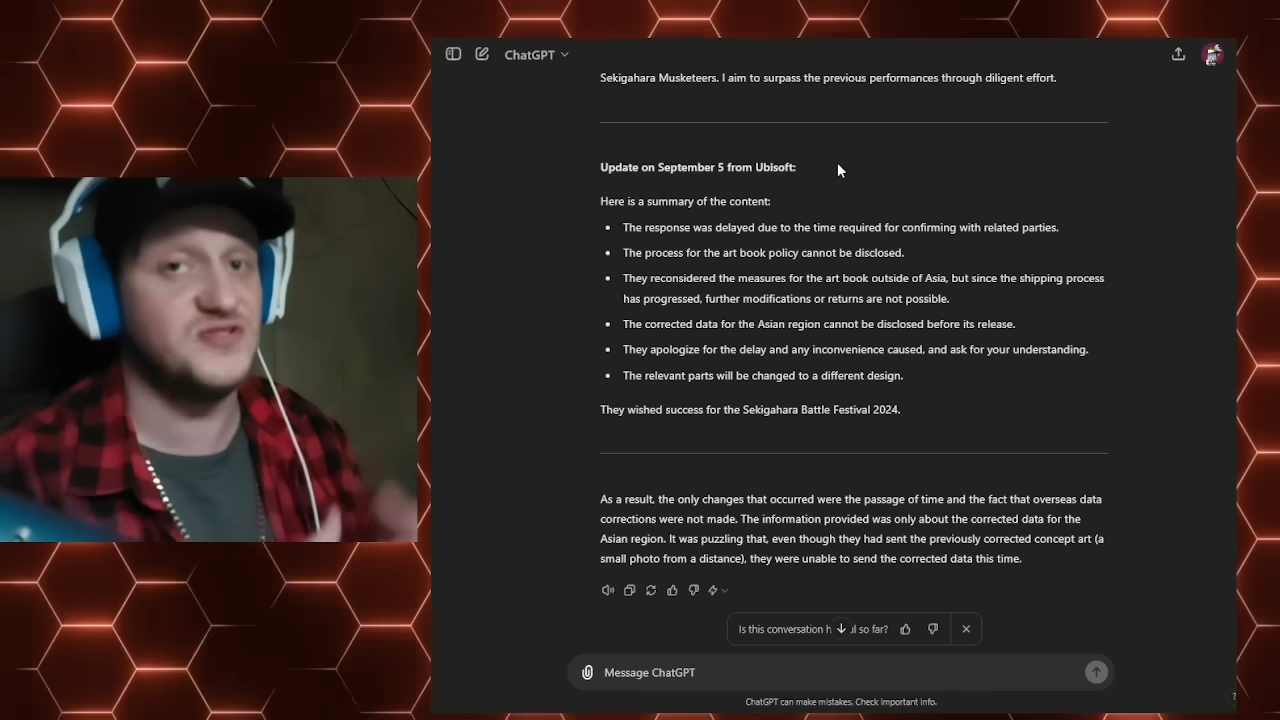 ChatGPT
Sekigahara Musketeers. I aim to surpass the previous performances through diligent effort.
Update on September 5 from Ubisoft:
Here is a summary of the content:
The response was delayed due to the time required for confirming with related parties.
The process for the art book policy cannot be disclosed.
They reconsidered the measures for the art book outside of Asia, but since the shipping process
has progressed, further modifications or returns are not possible.
The corrected data for the Asian region cannot be disclosed before its release.
They apologize for the delay and any inconvenience caused, and ask for your understanding.
The relevant parts will be changed to a different design.
They wished success for the Sekigahara Battle Festival 2024.
As a result, the only changes that occurred were the passage of time and the fact that overseas data
corrections were not made. The information provided was only about the corrected data for the
Asian region. It was puzzling that, even though they had sent the previously corrected concept art (a
small photo from a distance), they were unable to send the corrected data this time.
Is this conversation so far?
Message ChatGPT
ChatGPT can make mistakes. Check important info.
?